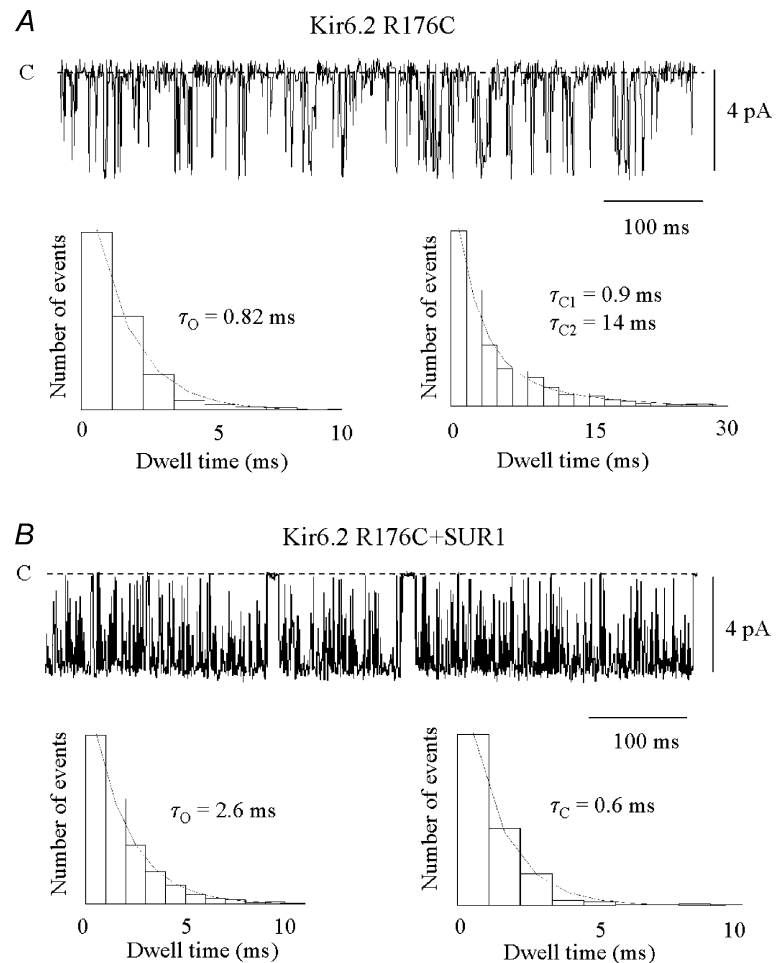 A
Kir6.2 R176C
C
4 pA
100 ms
Number of events
τO = 0.82 ms
0 5 10
Dwell time (ms)
Number of events
τC1 = 0.9 ms
τC2 = 14 ms
0 15 30
Dwell time (ms)
B
Kir6.2 R176C+SUR1
C
4 pA
100 ms
Number of events
τO = 2.6 ms
0 5 10
Dwell time (ms)
Number of events
τC = 0.6 ms
0 5 10
Dwell time (ms)